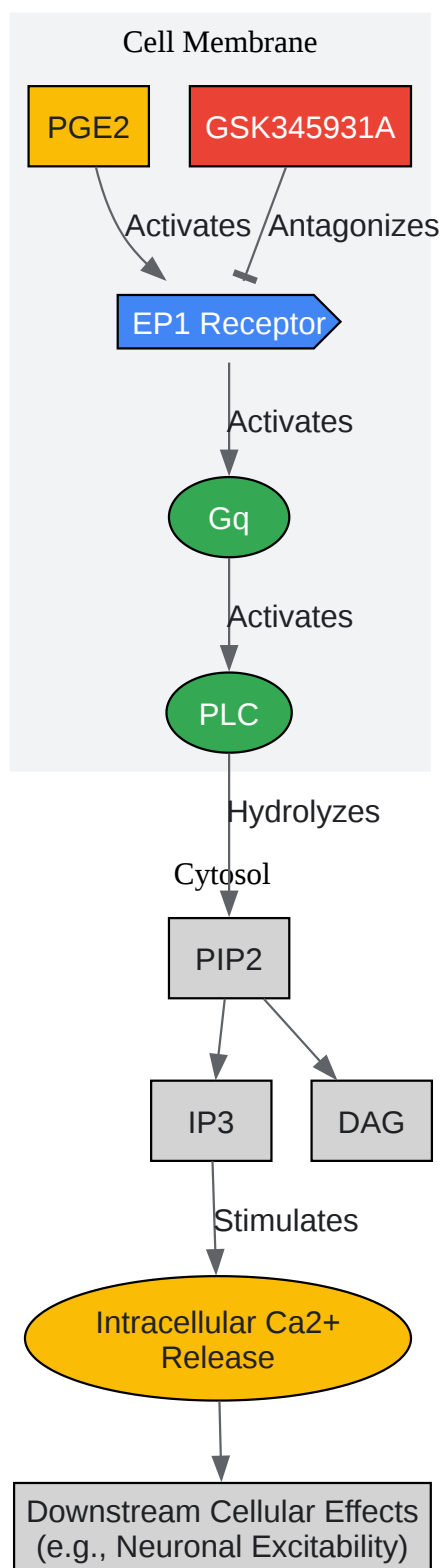 Cell Membrane
PGE2
GSK345931A
Activates
Antagonizes
EP1 Receptor
Activates
Gq
Activates
PLC
Hydrolyzes
Cytosol
PIP2
IP3
DAG
Stimulates
Intracellular Ca2+
Release
Downstream Cellular Effects
(e.g., Neuronal Excitability)